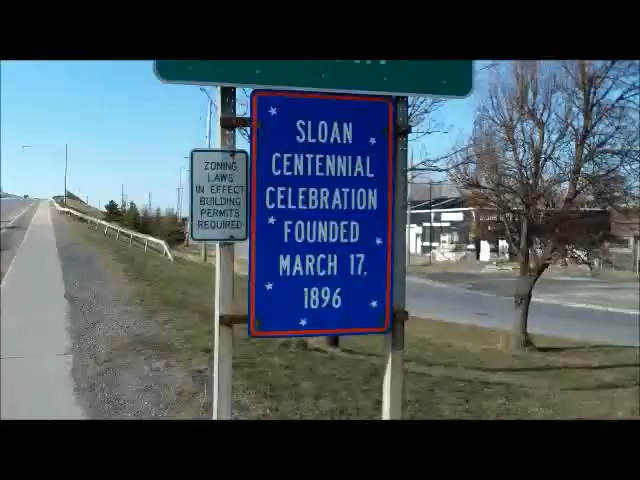 ZONING
LAWS
IN EFFECT
BUILDING
PERMITS
REQUIRED
SLOAN
CENTENNIAL
CELEBRATION
FOUNDED
MARCH 17,
1896